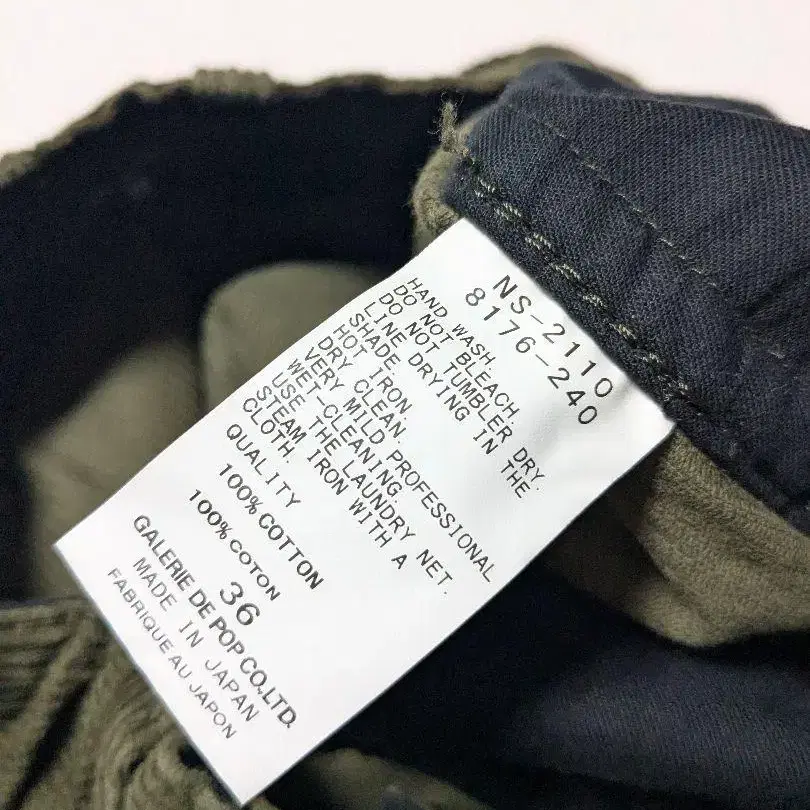 NS-2110
8176-240
HAND WASH.
DO NOT BLEACH.
DO NOT TUMBLER DRY.
LINE DRYING IN THE
SHADE.
HOT IRON.
DRY CLEAN.
VERY MILD PROFESSIONAL
WET-CLEANING.
USE THE LAUNDRY NET.
STEAM IRON WITH A
CLOTH.
QUALITY
100% COTTON
100% COTON
36
GALERIE DE POP CO.,LTD.
MADE IN JAPAN
FABRIQUE AU JAPON